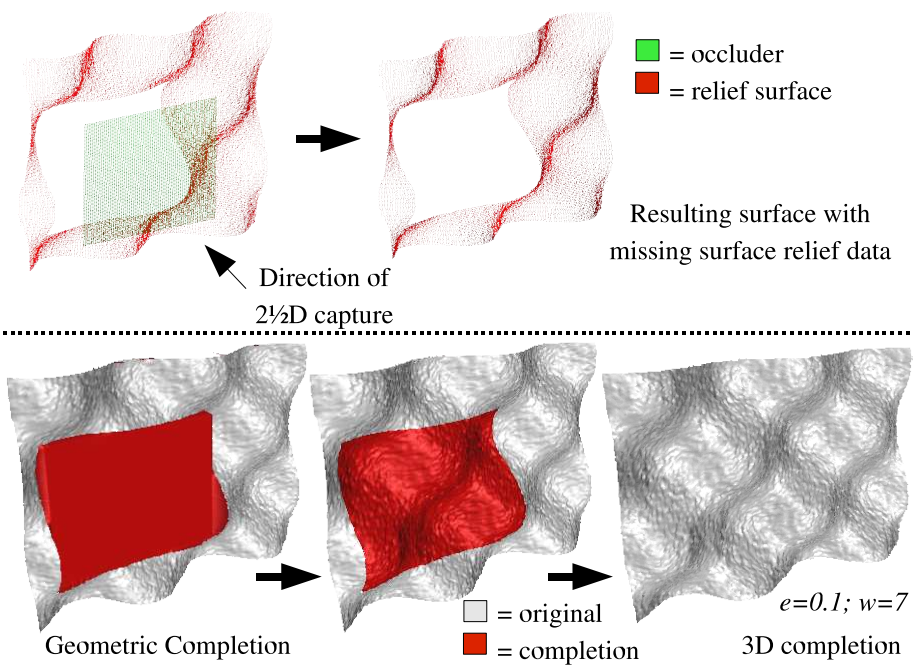 = occluder
= relief surface
Resulting surface with
missing surface relief data
Direction of
2½D capture
e=0.1; w=7
= original
Geometric Completion
= completion
3D completion